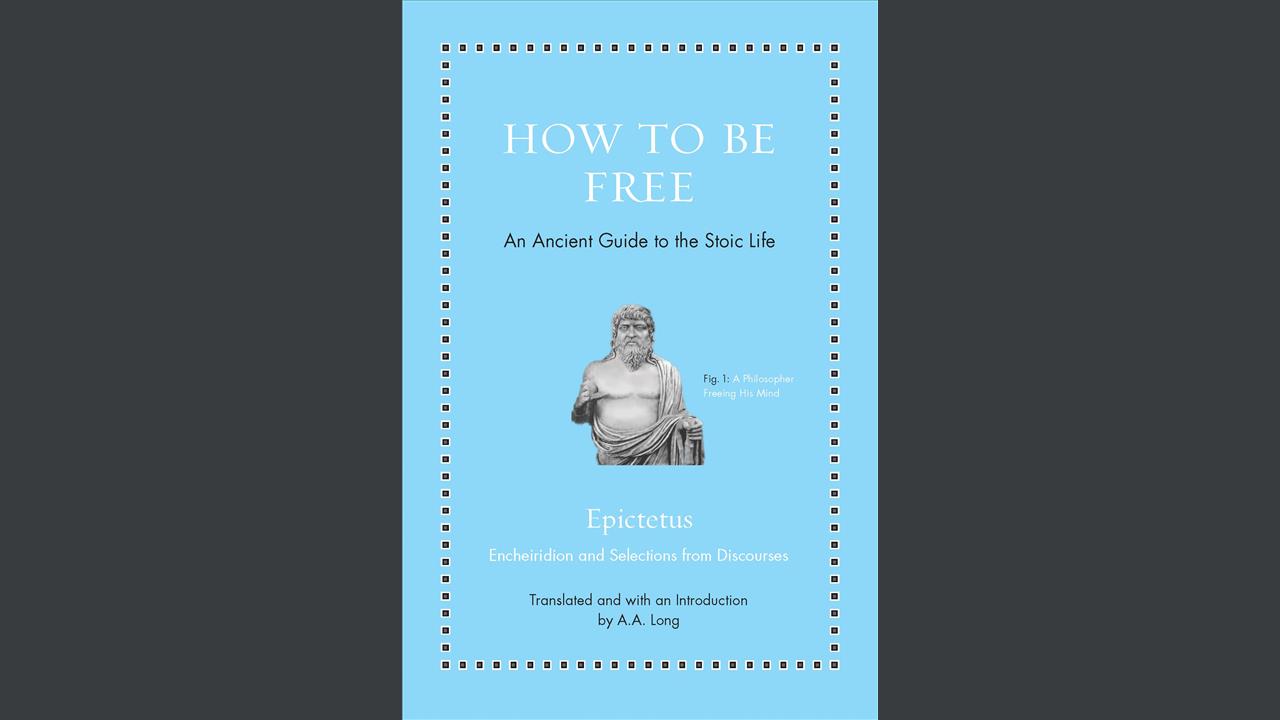 HOW TO BE
FREE
An Ancient Guide to the Stoic Life
Fig. 1: A Philosopher
Freeing His Mind
Epictetus
Encheiridion and Selections from Discourses
Translated and with an Introduction
by A.A. Long